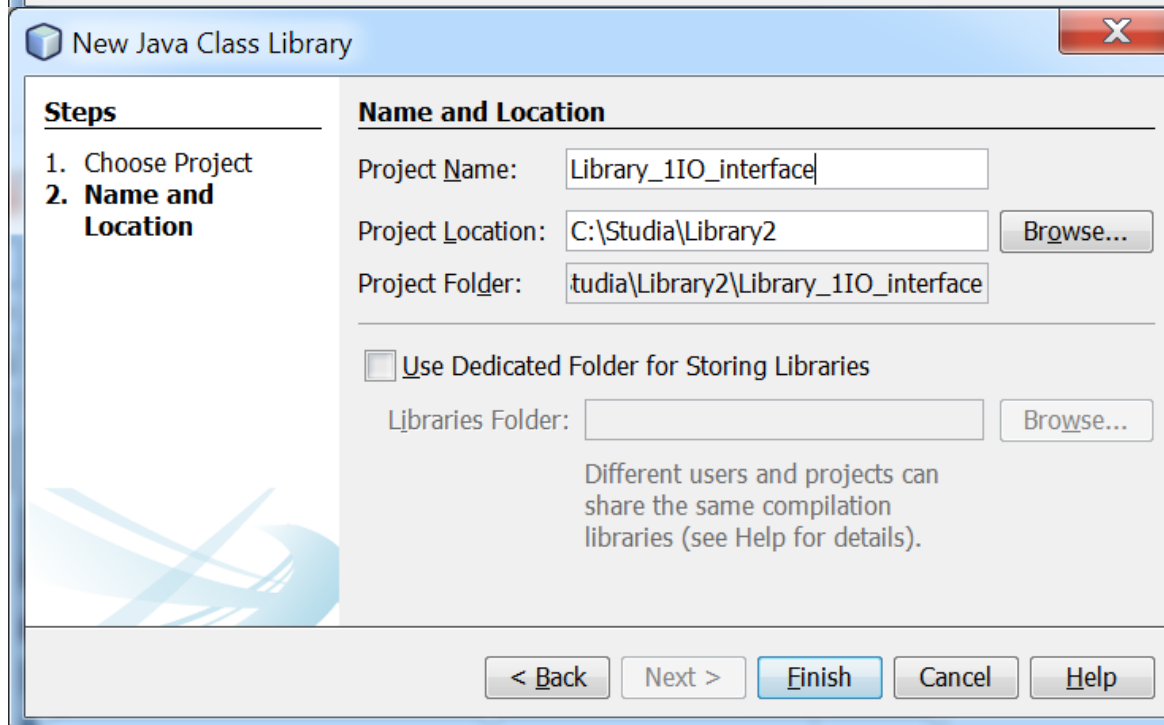 New Java Class Library
Steps
1. Choose Project
2. Name and
Location
Name and Location
Project Name: Library_1IO_interface
Project Location: C:\Studia\Library2 Browse...
Project Folder: tudia\Library2\Library_1IO_interface
Use Dedicated Folder for Storing Libraries
Libraries Folder: Browse...
Different users and projects can
share the same compilation
libraries (see Help for details).
< Back Next > Finish Cancel Help